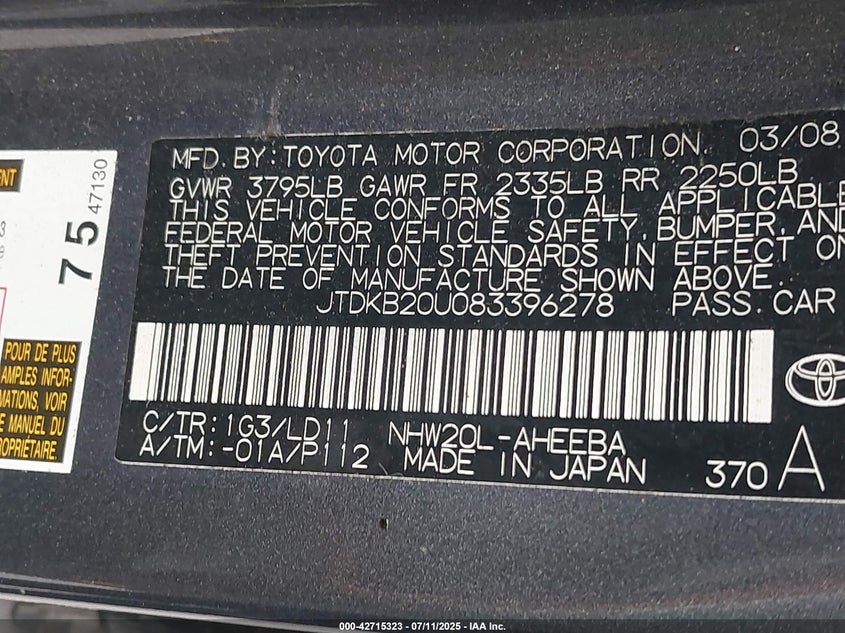 MFD. BY: TOYOTA MOTOR CORPORATION. 03/08
GVWR 3795LB GAWR FR 2335LB RR 2250LB
THIS VEHICLE CONFORMS TO ALL APPLICABLE
FEDERAL MOTOR VEHICLE SAFETY, BUMPER, AND
THEFT PREVENTION STANDARDS IN EFFECT ON
THE DATE OF MANUFACTURE SHOWN ABOVE.
JTDKB20U083396278 PASS. CAR
C/TR: 1G3/LD11 NHW20L-AHEEBA
A/TM: -01A/P112 MADE IN JAPAN 370 A
75 47130
POUR DE PLUS
AMPLES INFOR-
MATIONS, VOIR
MANUEL DU
000-42715323 - 07/11/2025 - IAA Inc.